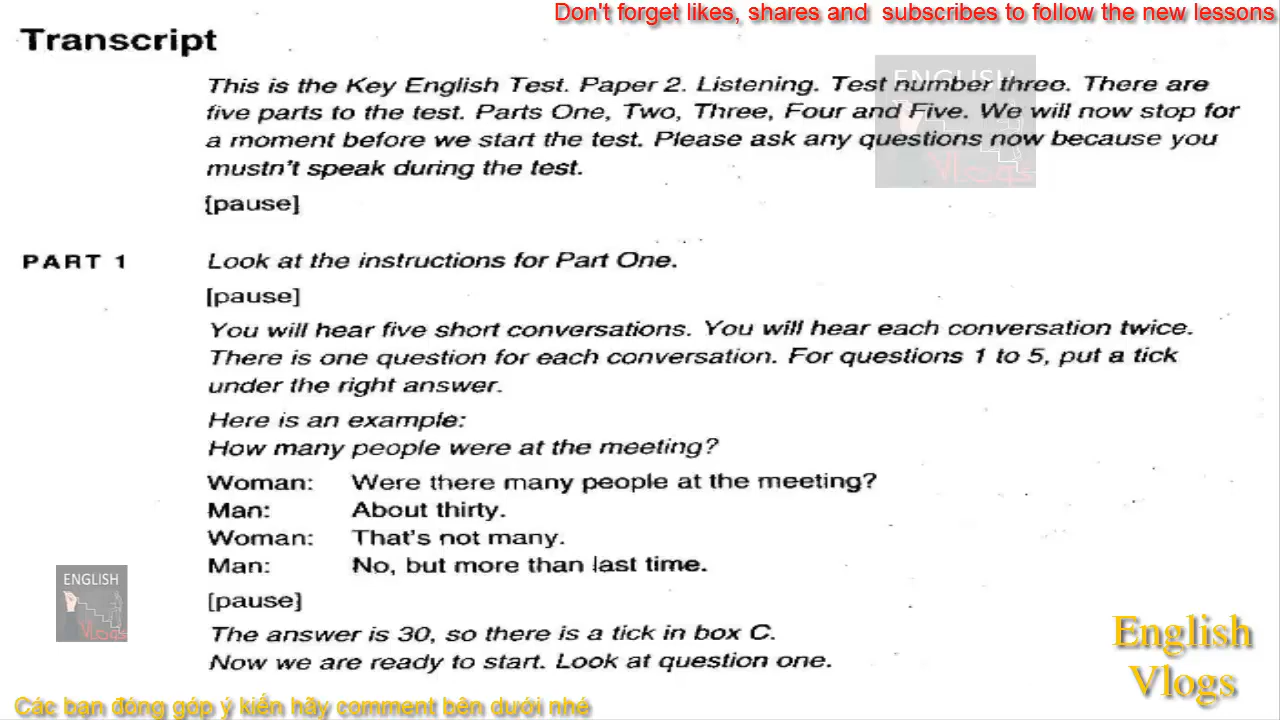 Don't forget likes, shares and subscribes to follow the new lessons
Transcript
This is the Key English Test. Paper 2. Listening. Test number three. There are
five parts to the test. Parts One, Two, Three, Four and Five. We will now stop for
a moment before we start the test. Please ask any questions now because you
mustn't speak during the test.
[pause]
ENGLISH
Vlogs
PART 1 Look at the instructions for Part One.
[pause]
You will hear five short conversations. You will hear each conversation twice.
There is one question for each conversation. For questions 1 to 5, put a tick
under the right answer.
Here is an example:
How many people were at the meeting?
Woman: Were there many people at the meeting?
Man: About thirty.
Woman: That's not many.
Man: No, but more than last time.
[pause]
The answer is 30, so there is a tick in box C.
Now we are ready to start. Look at question one.
ENGLISH
Vlogs
English
Vlogs
Các bạn đóng góp ý kiến hãy comment bên dưới nhé